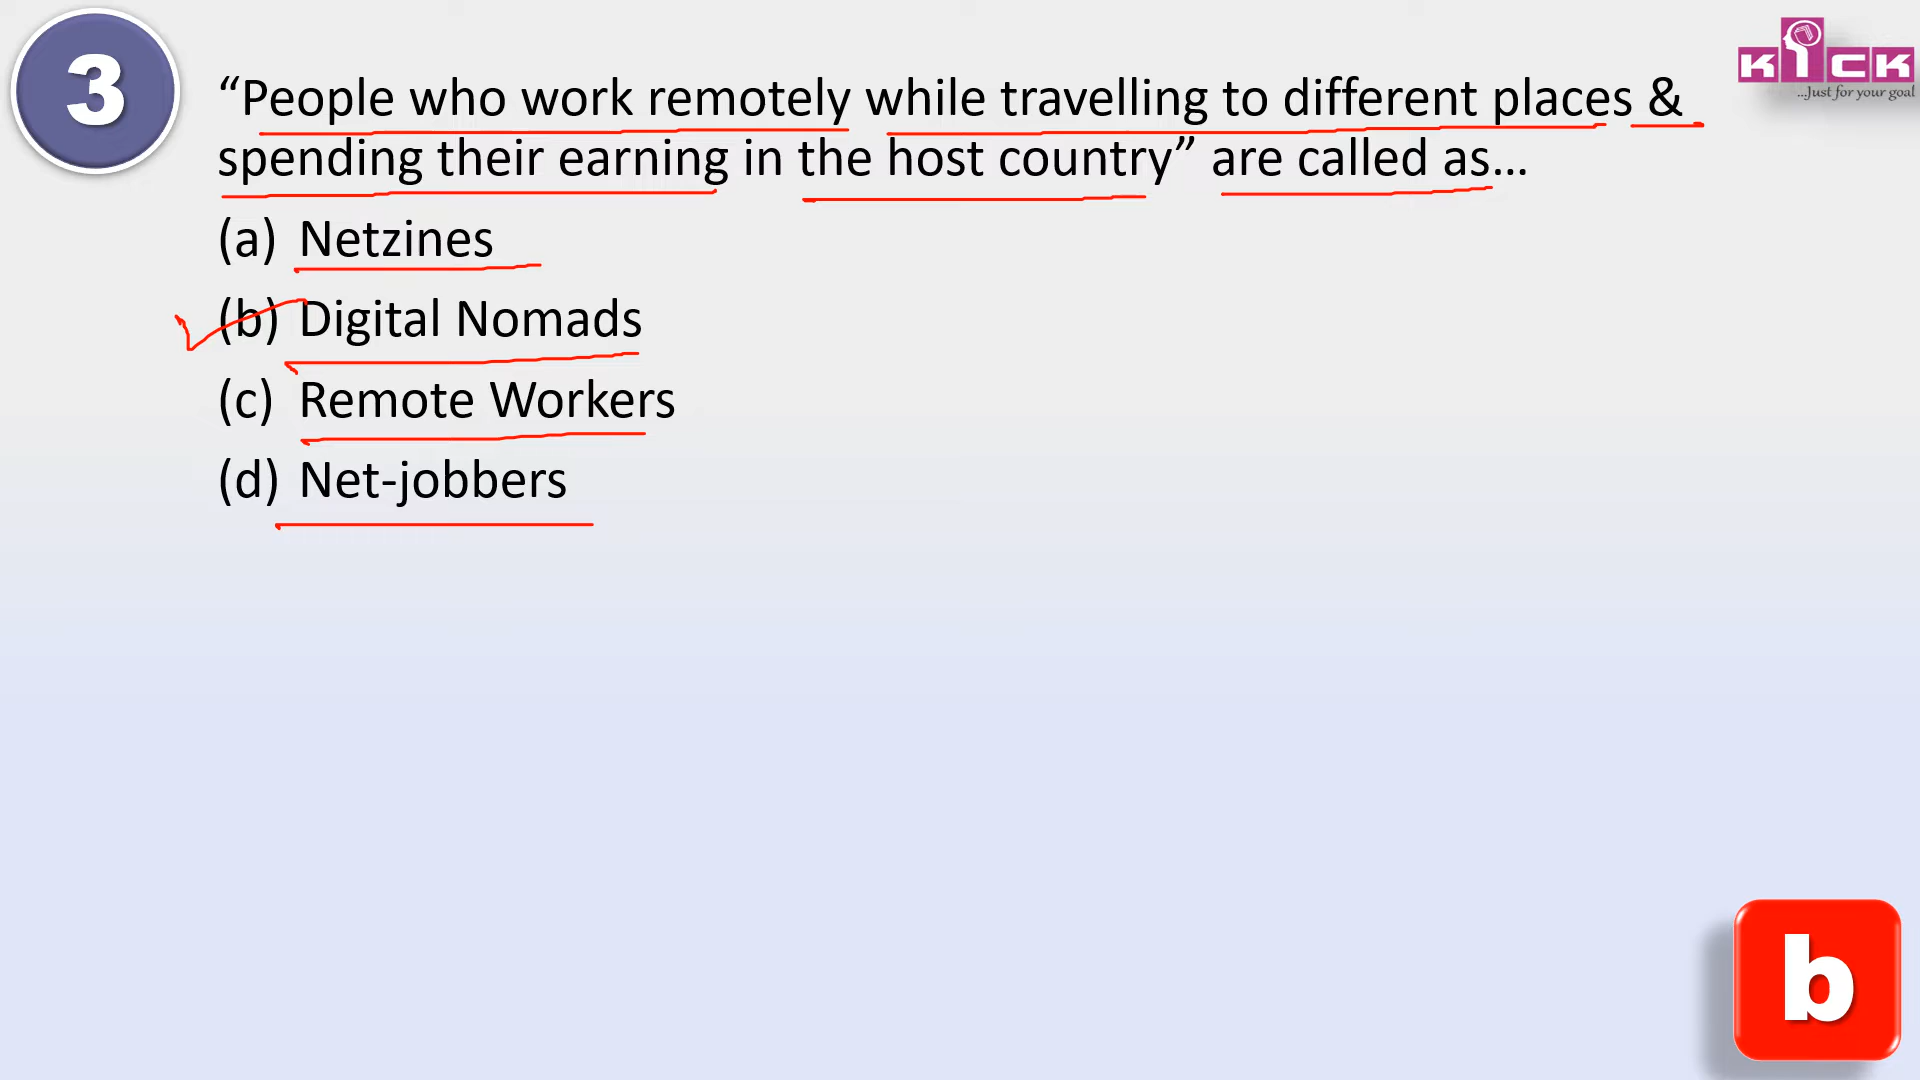 3
KICK
...Just for your goal
“People who work remotely while travelling to different places &
spending their earning in the host country” are called as...
(a) Netzines
(b) Digital Nomads
(c) Remote Workers
(d) Net-jobbers
b